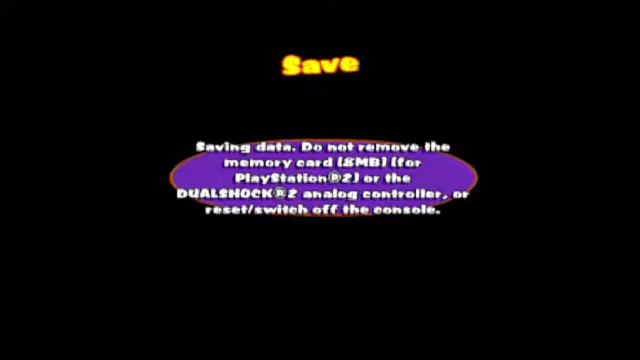 Save
Saving data. Do not remove the
memory card (8MB) (for
PlayStation®2) or the
DUALSHOCK®2 analog controller, or
reset/switch off the console.